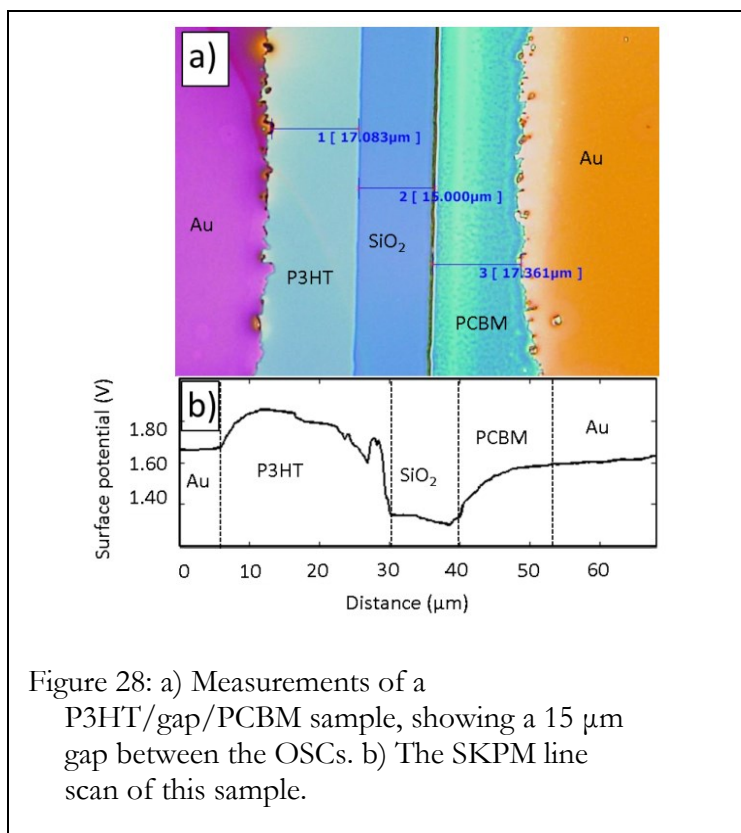 a)
1 [ 17.083µm ]
Au
2 [ 15.000µm ]
Au
SiO2
P3HT
3 [ 17.361µm ]
PCBM
b)
Surface potential (V)
1.80
1.60
1.40
Au
P3HT
SiO2
PCBM
Au
0 10 20 30 40 50 60
Distance (µm)
Figure 28: a) Measurements of a
P3HT/gap/PCBM sample, showing a 15 µm
gap between the OSCs. b) The SKPM line
scan of this sample.